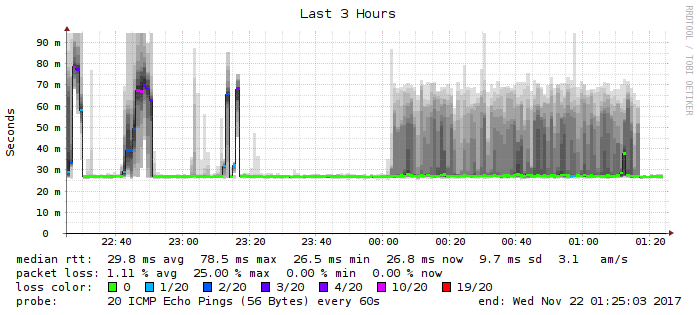 Last 3 Hours
RRDTOOL / TOBI OETIKER
Seconds
90 m
80 m
70 m
60 m
50 m
40 m
30 m
20 m
10 m
0
22:40 23:00 23:20 23:40 00:00 00:20 00:40 01:00 01:20
median rtt: 29.8 ms avg 78.5 ms max 26.5 ms min 26.8 ms now 9.7 ms sd 3.1 am/s
packet loss: 1.11 % avg 25.00 % max 0.00 % min 0.00 % now
loss color: 0 1/20 2/20 3/20 4/20 10/20 19/20
probe: 20 ICMP Echo Pings (56 Bytes) every 60s end: Wed Nov 22 01:25:03 2017